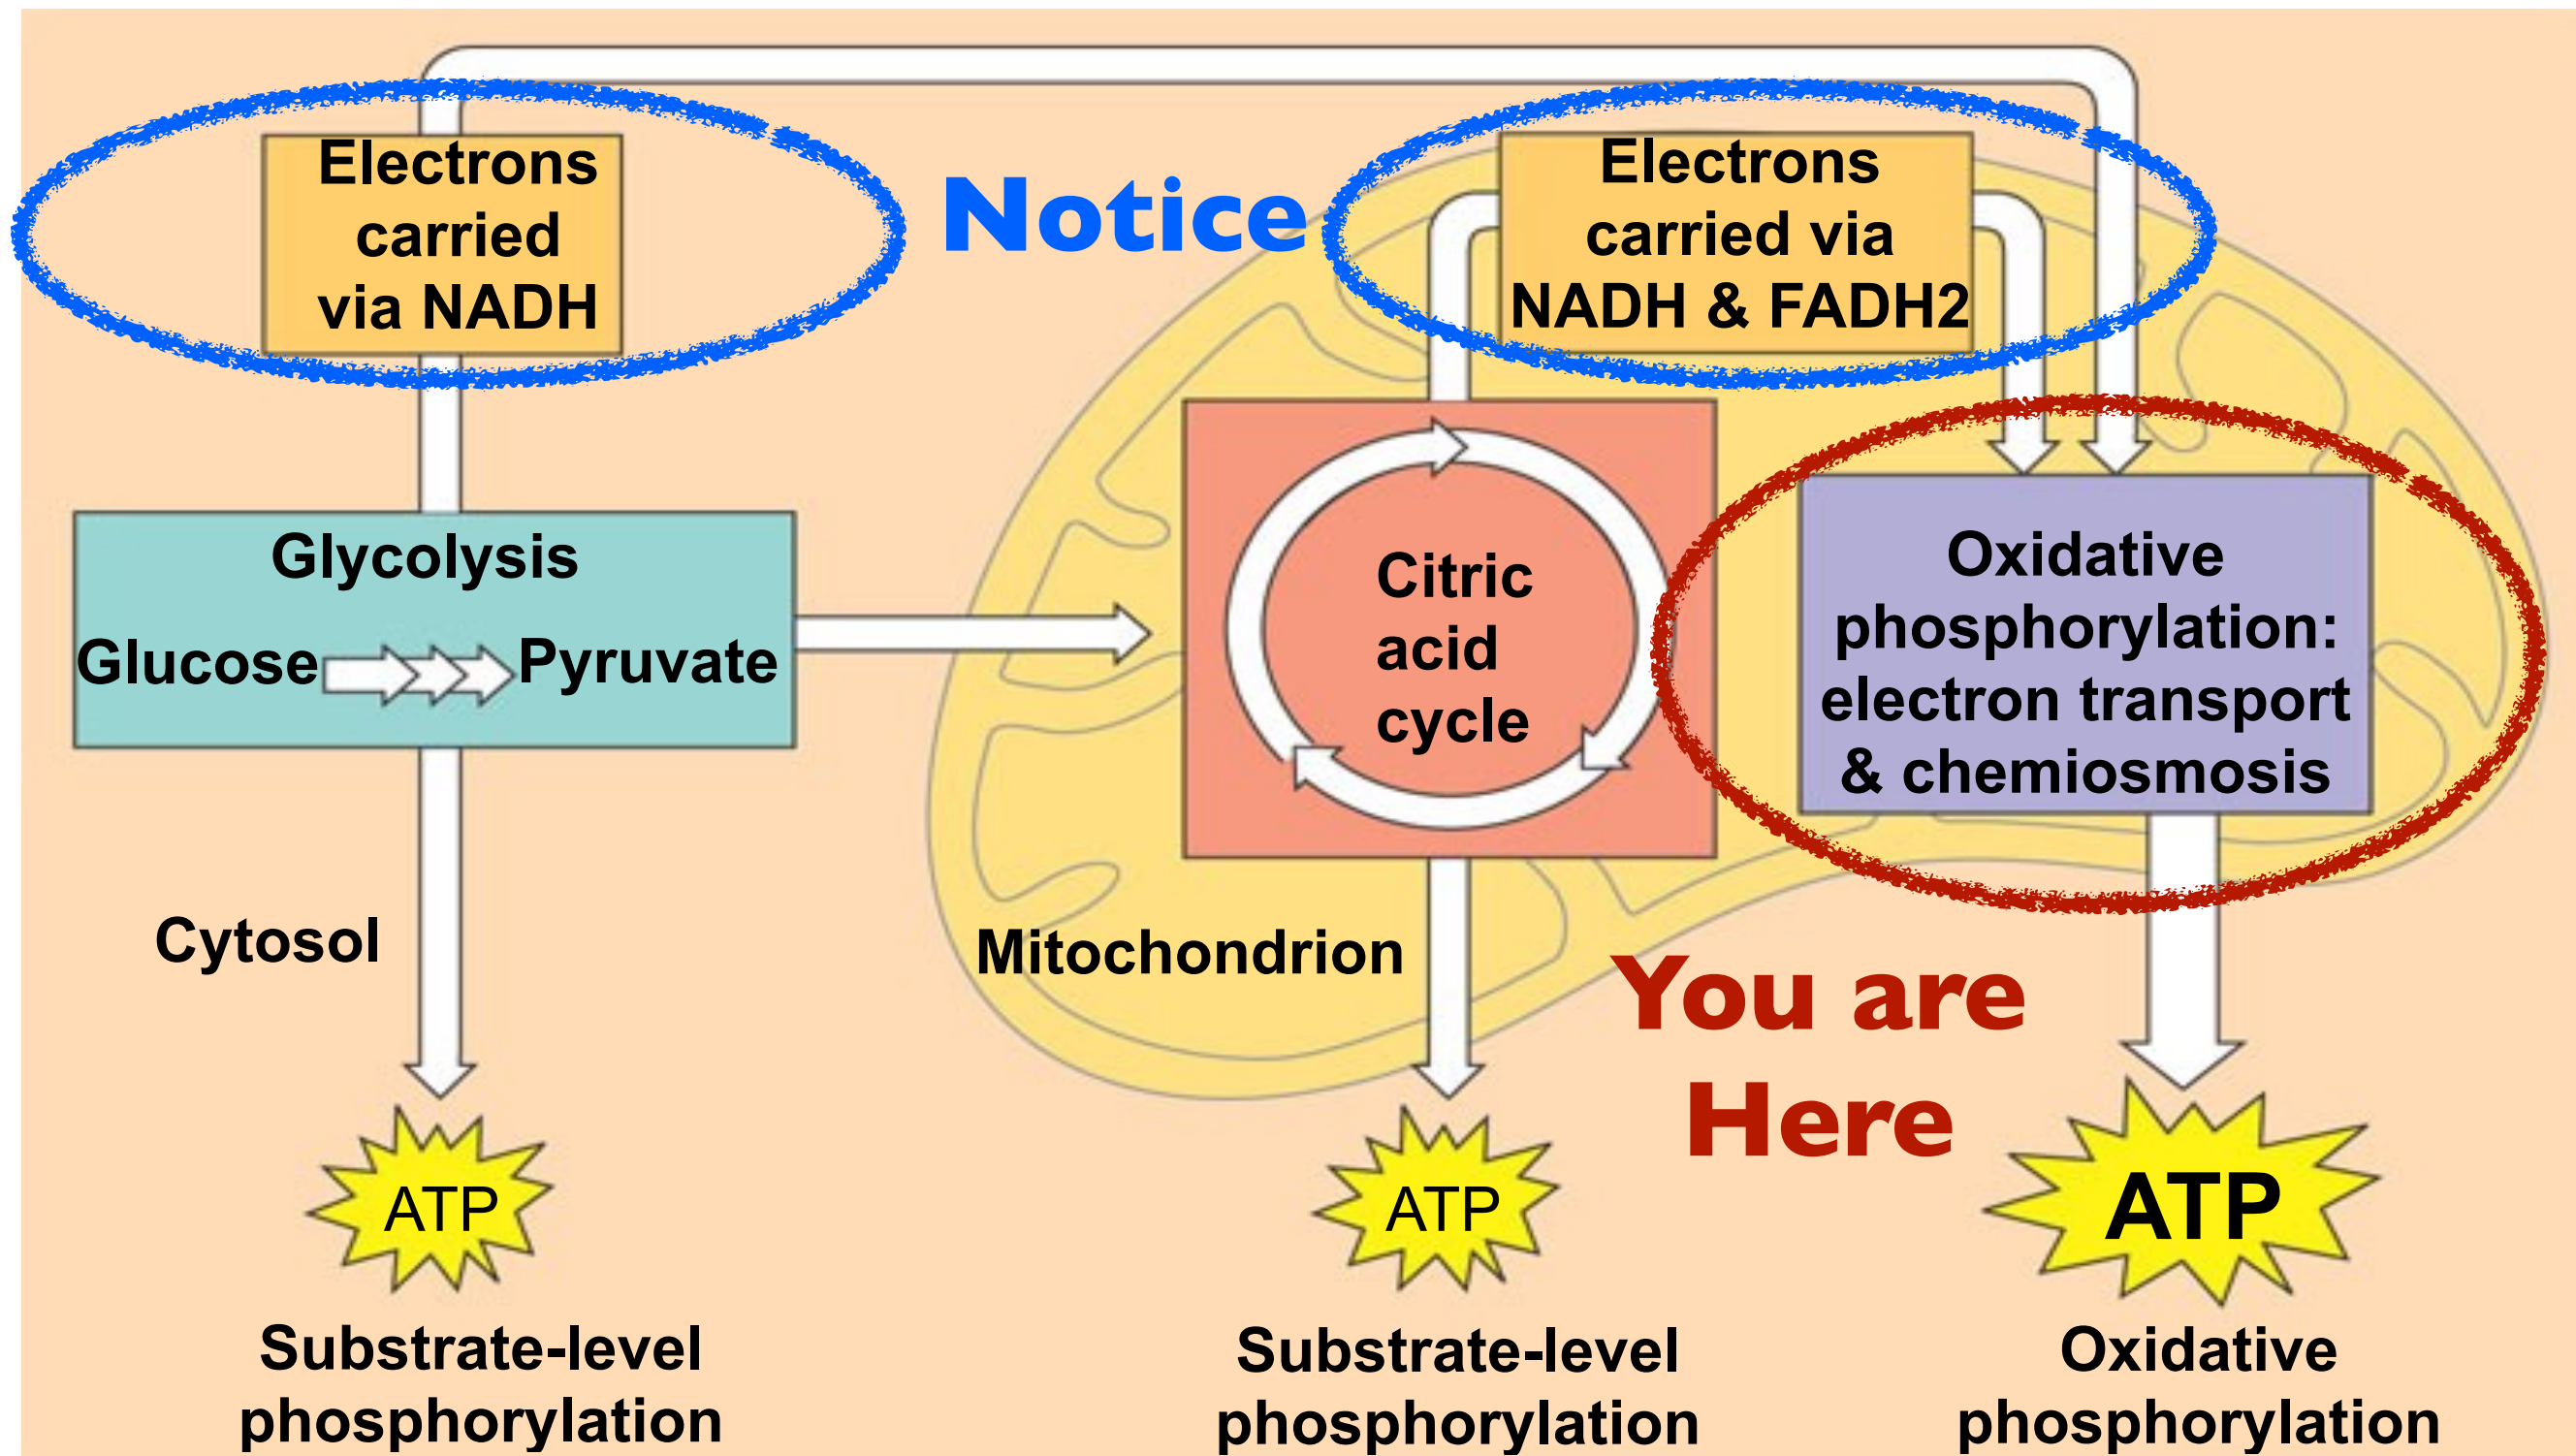 Electrons
carried
via NADH
Notice
Electrons
carried via
NADH & FADH2
Glycolysis
Glucose Pyruvate
Citric
acid
cycle
Oxidative
phosphorylation:
electron transport
& chemiosmosis
Cytosol
Mitochondrion
You are
Here
ATP
ATP
ATP
Substrate-level
phosphorylation
Substrate-level
phosphorylation
Oxidative
phosphorylation